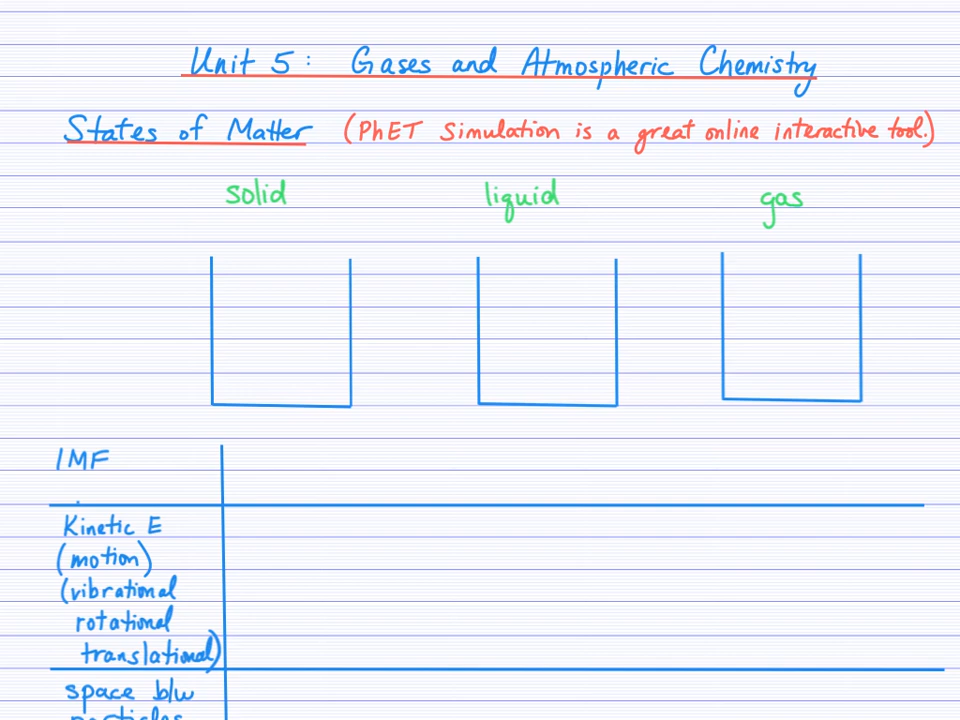 Unit 5: Gases and Atmospheric Chemistry
States of Matter (PhET Simulation is a great online interactive tool.)
solid liquid gas
IMF
Kinetic E
(motion)
(vibrational
rotational
translational)
space b/w
particles